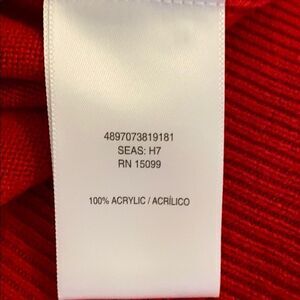 4897073819181
SEAS: H7
RN 15099
100% ACRYLIC / ACRÍLICO